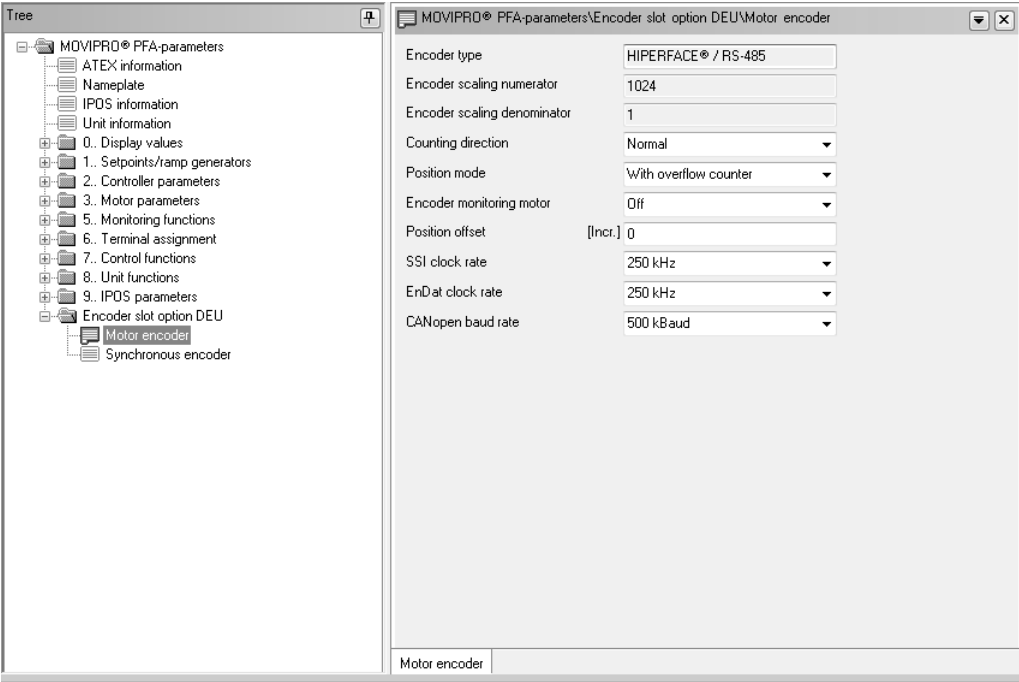 Tree
MOVIPRO® PFA-parameters
ATEX information
Nameplate
IPOS information
Unit information
0.. Display values
1.. Setpoints/ramp generators
2.. Controller parameters
3.. Motor parameters
5.. Monitoring functions
6.. Terminal assignment
7.. Control functions
8.. Unit functions
9.. IPOS parameters
Encoder slot option DEU
Motor encoder
Synchronous encoder
MOVIPRO® PFA-parameters\Encoder slot option DEU\Motor encoder
Encoder type HIPERFACE® / RS-485
Encoder scaling numerator 1024
Encoder scaling denominator 1
Counting direction Normal
Position mode With overflow counter
Encoder monitoring motor Off
Position offset [Incr.] 0
SSI clock rate 250 kHz
EnDat clock rate 250 kHz
CANopen baud rate 500 kBaud
Motor encoder